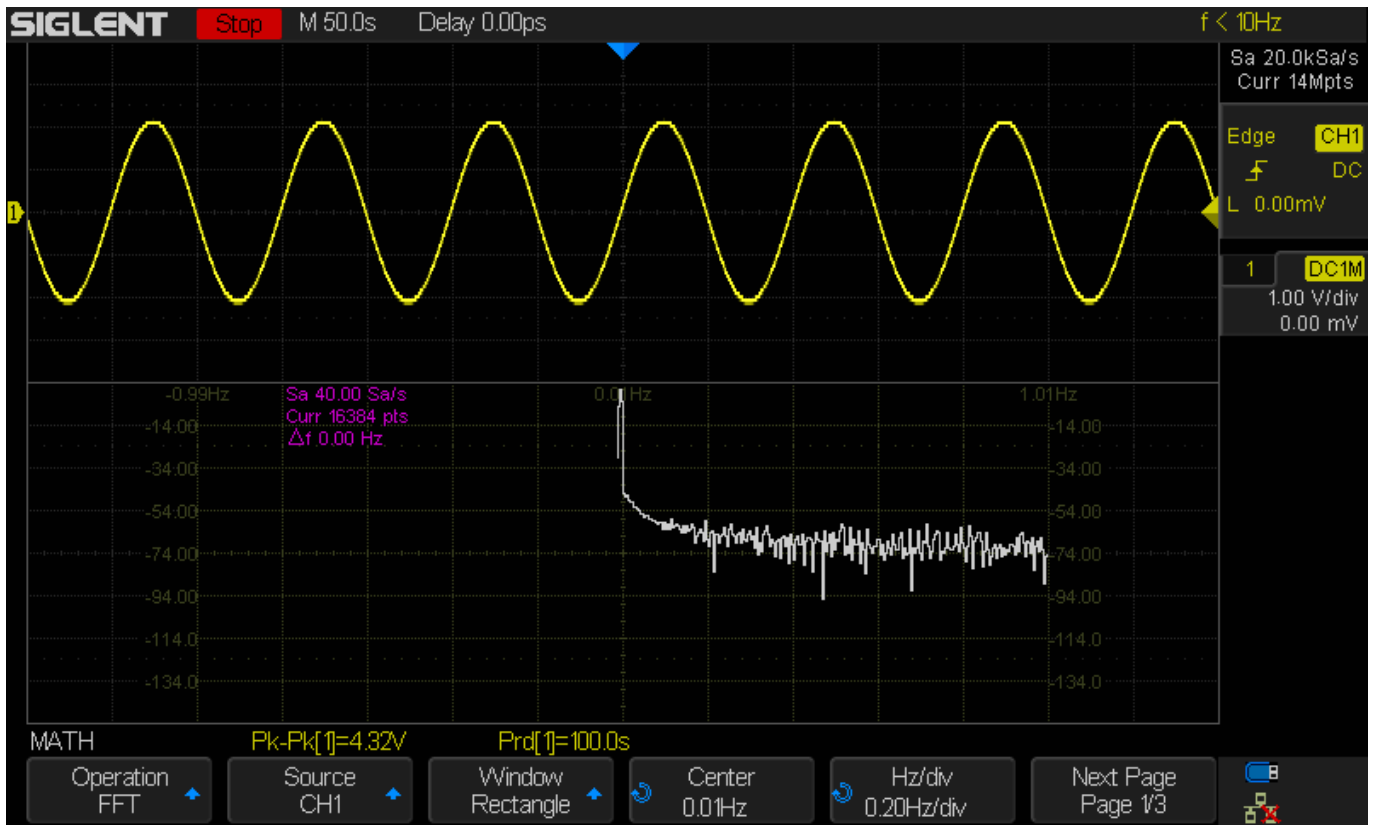 SIGLENT Stop M 50.0s Delay 0.00ps f < 10Hz
Sa 20.0kSa/s
Curr 14Mpts
Edge CH1
DC
L 0.00mV
1 DC1M
1.00 V/div
0.00 mV
1
-0.99Hz 0.01Hz 1.01Hz
Sa 40.00 Sa/s
Curr 16384 pts
Δf 0.00 Hz
-14.00 -14.00
-34.00 -34.00
-54.00 -54.00
-74.00 -74.00
-94.00 -94.00
-114.0 -114.0
-134.0 -134.0
MATH Pk-Pk[1]=4.32V Prd[1]=100.0s
Operation Source Window Center Hz/div Next Page
FFT CH1 Rectangle 0.01Hz 0.20Hz/div Page 1/3